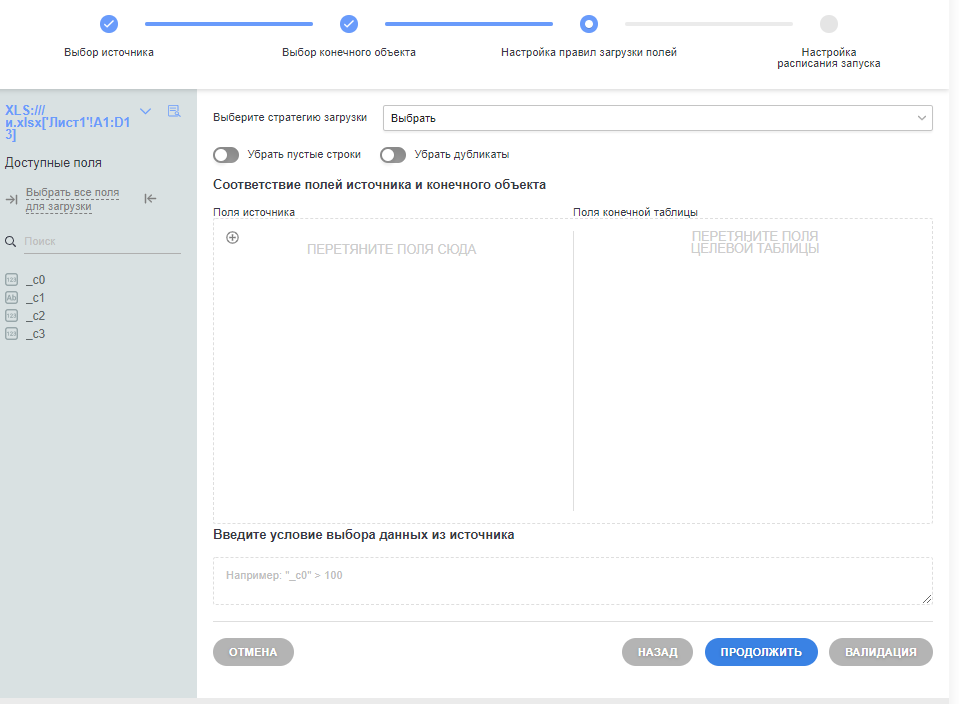 Выбор источника
Выбор конечного объекта
Настройка правил загрузки полей
Настройка
расписания запуска
XLS:///
и.xlsx['Лист1'!A1:D1
3]
Доступные поля
Выбрать все поля
для загрузки
Поиск
123 _c0
Ab _c1
123 _c2
123 _c3
Выберите стратегию загрузки
Выбрать
Убрать пустые строки
Убрать дубликаты
Соответствие полей источника и конечного объекта
Поля источника
Поля конечной таблицы
ПЕРЕТЯНИТЕ ПОЛЯ СЮДА
ПЕРЕТЯНИТЕ ПОЛЯ
ЦЕЛЕВОЙ ТАБЛИЦЫ
Введите условие выбора данных из источника
Например: "_c0" > 100
ОТМЕНА
НАЗАД
ПРОДОЛЖИТЬ
ВАЛИДАЦИЯ